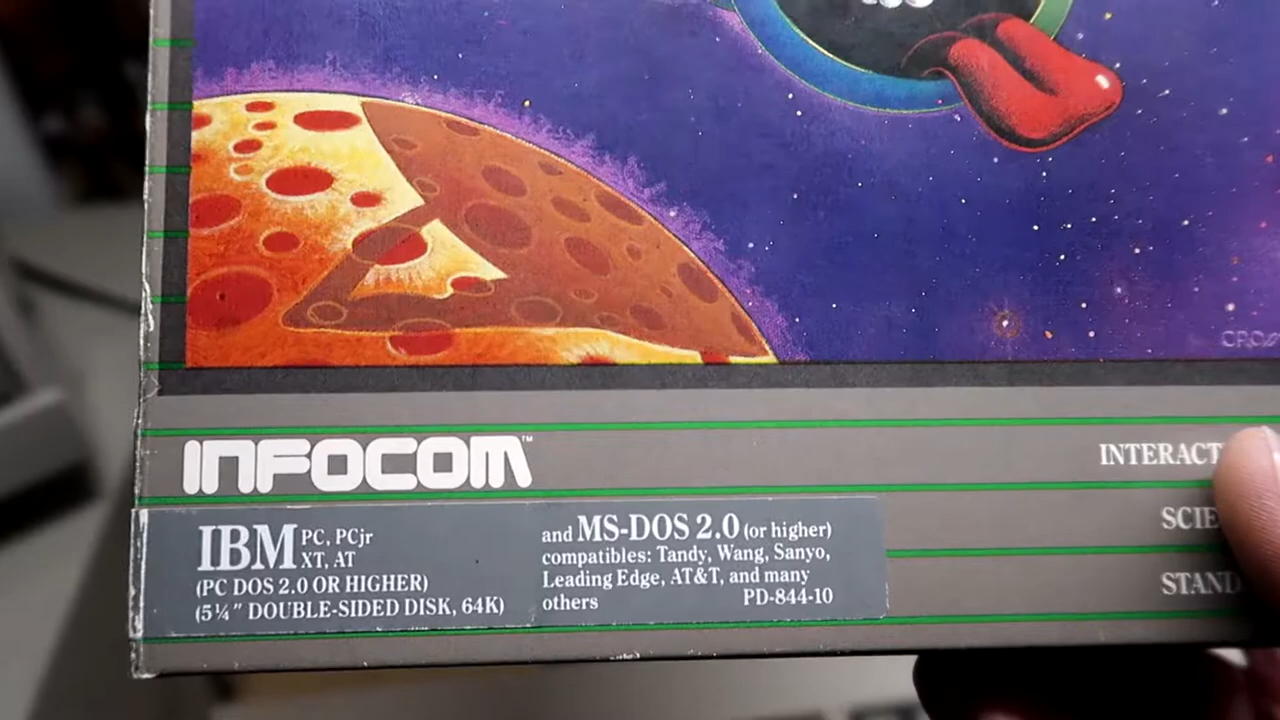 INFOCOM™
INTERACT
SCIE
STAND
IBM PC, PCjr
XT, AT
(PC DOS 2.0 OR HIGHER)
(5¼" DOUBLE-SIDED DISK, 64K)
and MS-DOS 2.0 (or higher)
compatibles: Tandy, Wang, Sanyo,
Leading Edge, AT&T, and many
others PD-844-10